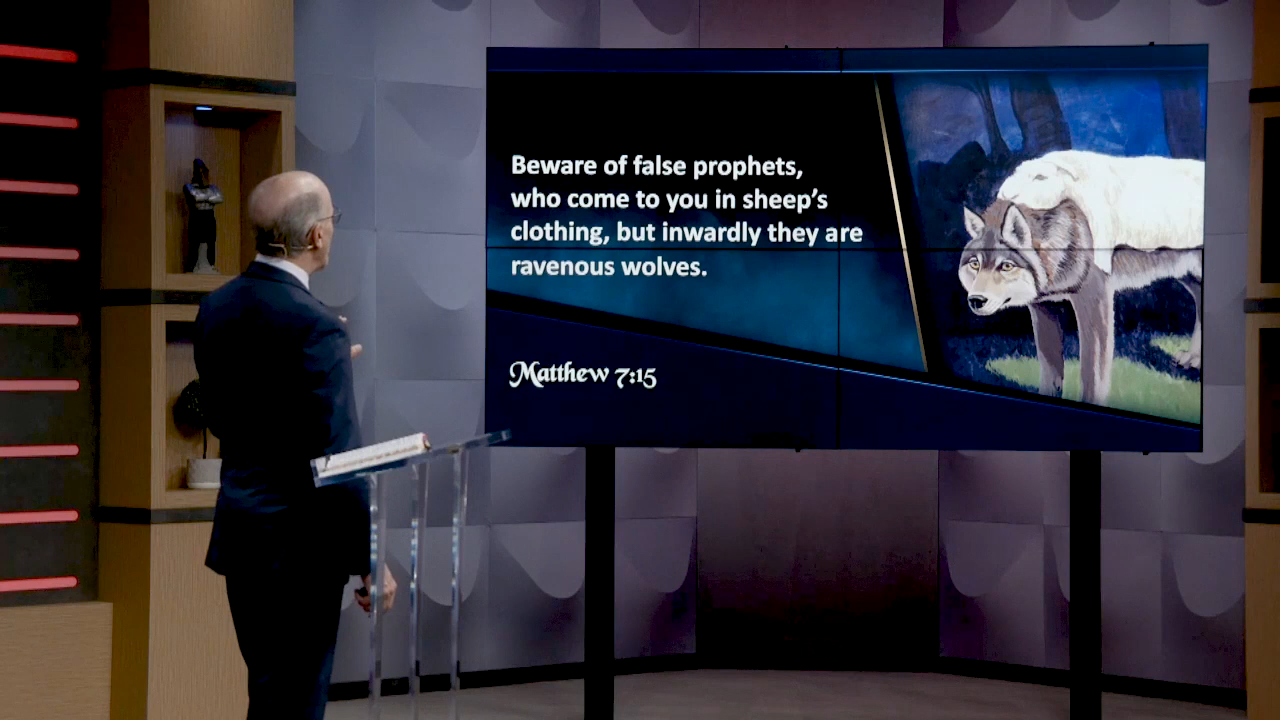 Beware of false prophets,
who come to you in sheep's
clothing, but inwardly they are
ravenous wolves.
Matthew 7:15